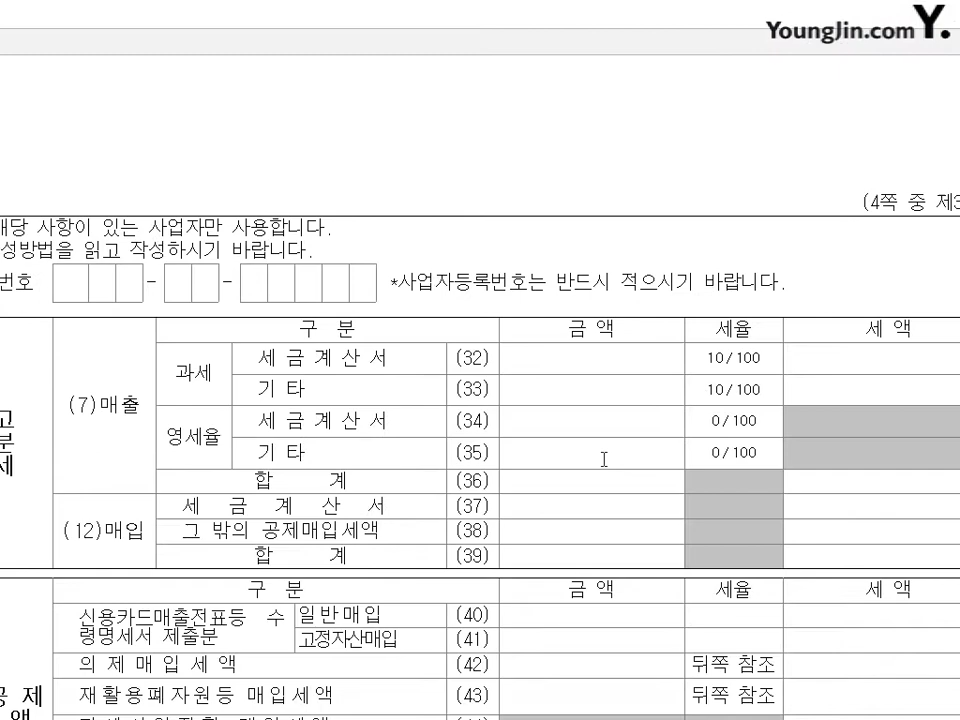 YoungJin.com Y.
(4쪽 중 제3
해당 사항이 있는 사업자만 사용합니다.
성방법을 읽고 작성하시기 바랍니다.
번호 - - *사업자등록번호는 반드시 적으시기 바랍니다.
구 분 금 액 세율 세 액
(7)매출 과세 세 금 계 산 서 (32) 10/100
기 타 (33) 10/100
영세율 세 금 계 산 서 (34) 0/100
기 타 (35) 0/100
합 계 (36)
(12)매입 세 금 계 산 서 (37)
그 밖의 공제매입세액 (38)
합 계 (39)
고
분
세
구 분 금 액 세율 세 액
신용카드매출전표등 수
령명세서 제출분
일반매입 (40)
고정자산매입 (41)
의 제 매 입 세 액 (42) 뒤쪽 참조
재활용폐자원등 매입세액 (43) 뒤쪽 참조
공 제
액